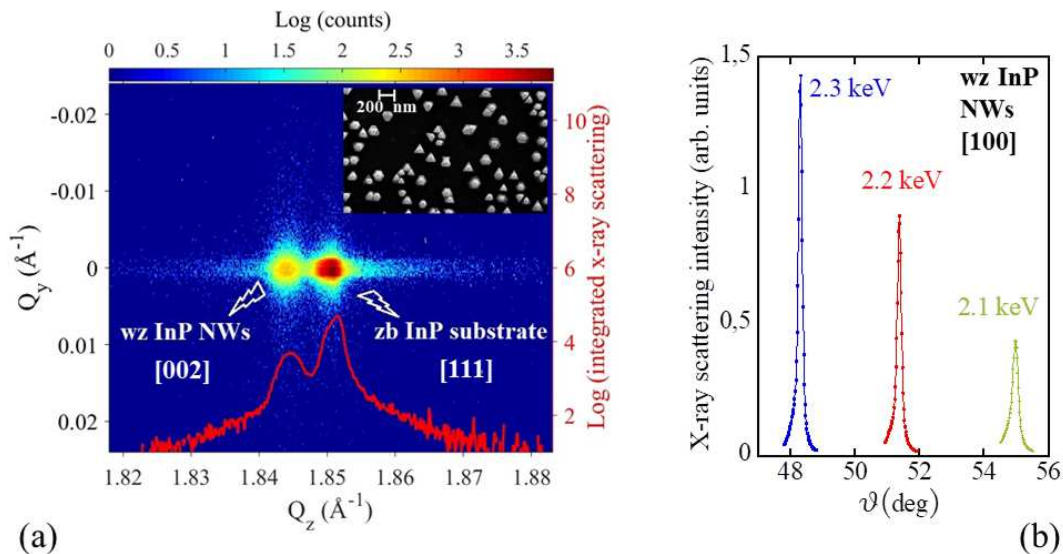 Log (counts)
0 0.5 1 1.5 2 2.5 3 3.5
200 nm
-0.02
-0.01
0
0.01
0.02
Q_y (Å⁻¹)
10
8
6
4
2
Log (integrated x-ray scattering)
wz InP NWs
[002]
zb InP substrate
[111]
1.82 1.83 1.84 1.85 1.86 1.87 1.88
Q_z (Å⁻¹)
(a)
X-ray scattering intensity (arb. units)
1,5
1
0,5
0
wz InP
NWs
[100]
2.3 keV
2.2 keV
2.1 keV
48 50 52 54 56
ϑ (deg)
(b)